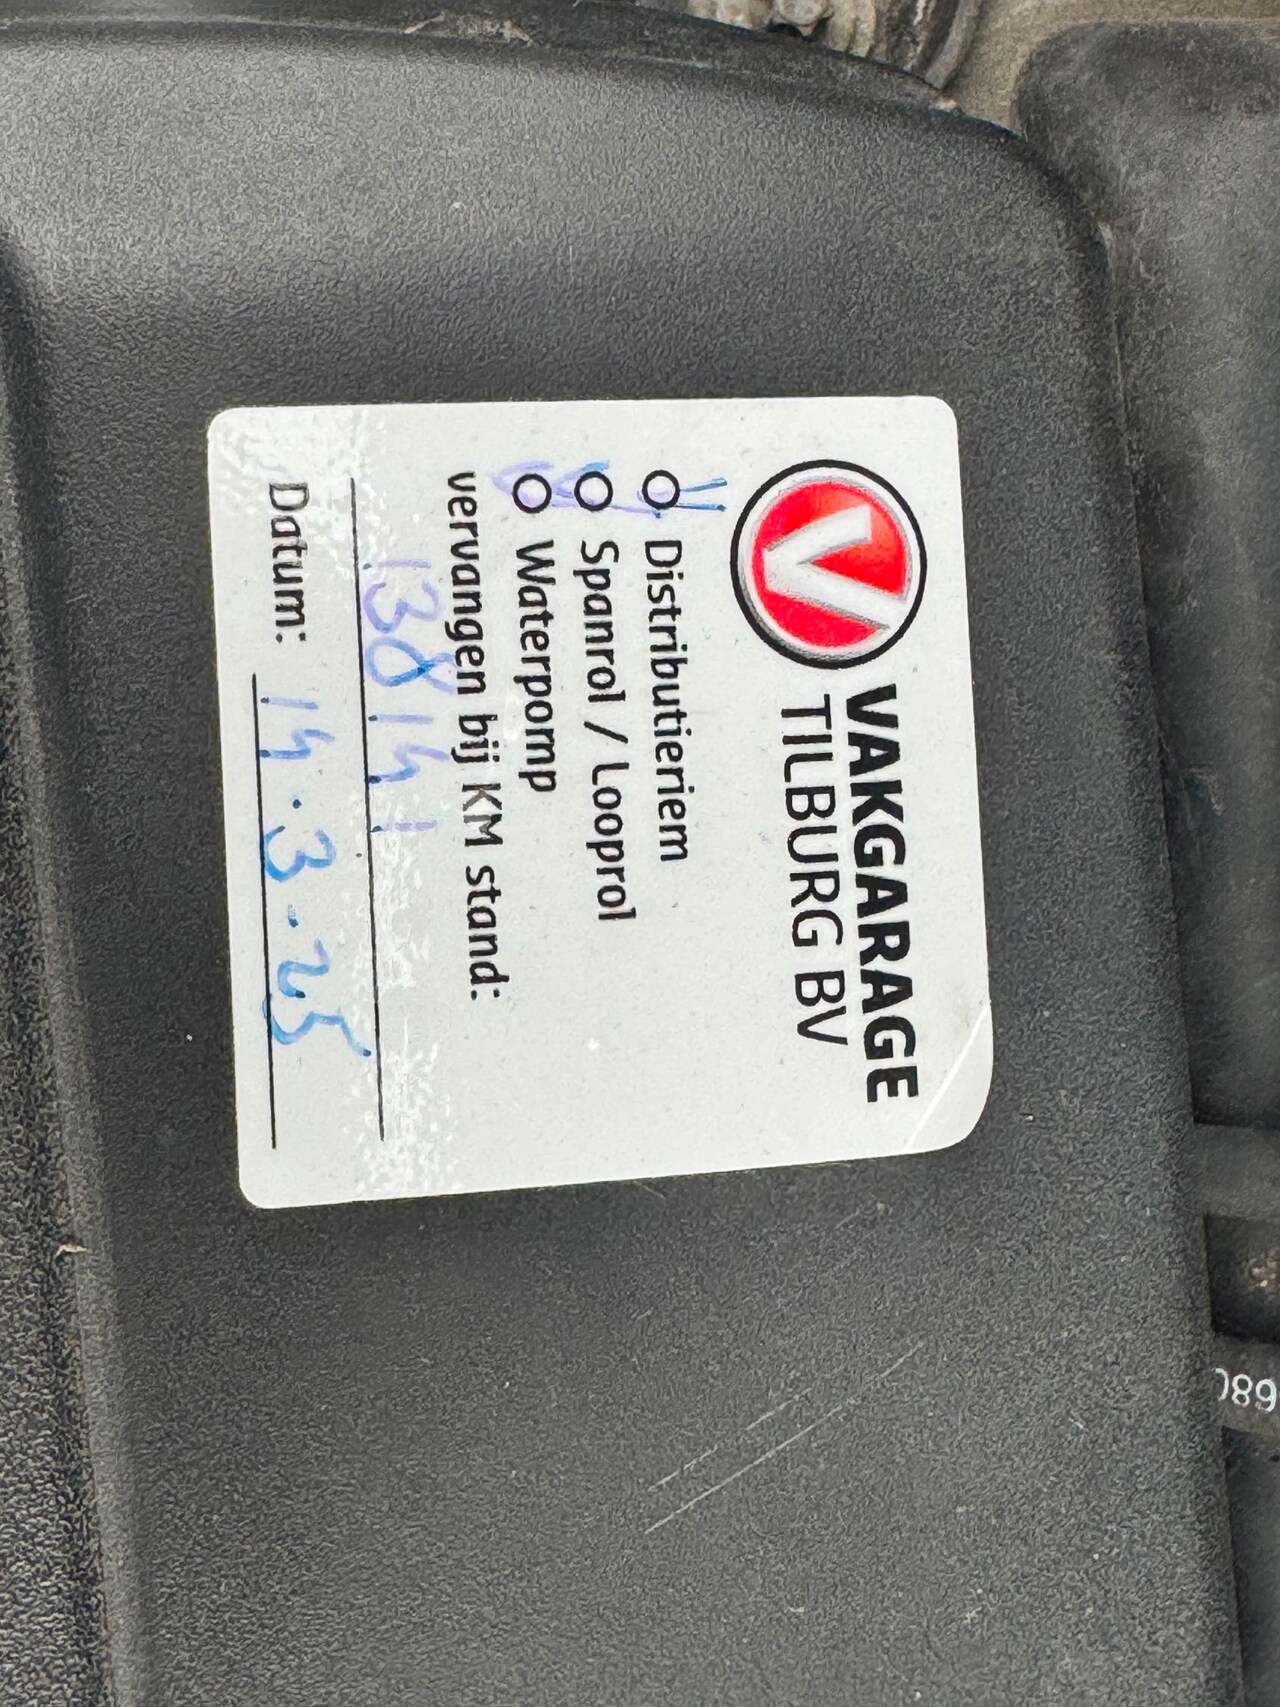 VAKGARAGE
TILBURG BV
Distributieriem
Spanrol / Looprol
Waterpomp
vervangen bij KM stand:
138141
Datum: 14.3.25